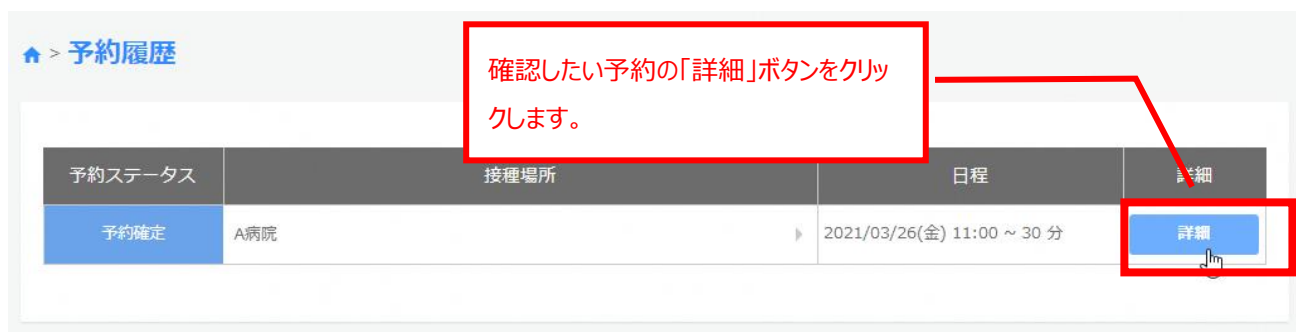 > 予約履歴
確認したい予約の「詳細」ボタンをクリッ
クします。
予約ステータス 接種場所 日程 詳細
予約確定 A病院 2021/03/26(金) 11:00 ~ 30 分 詳細